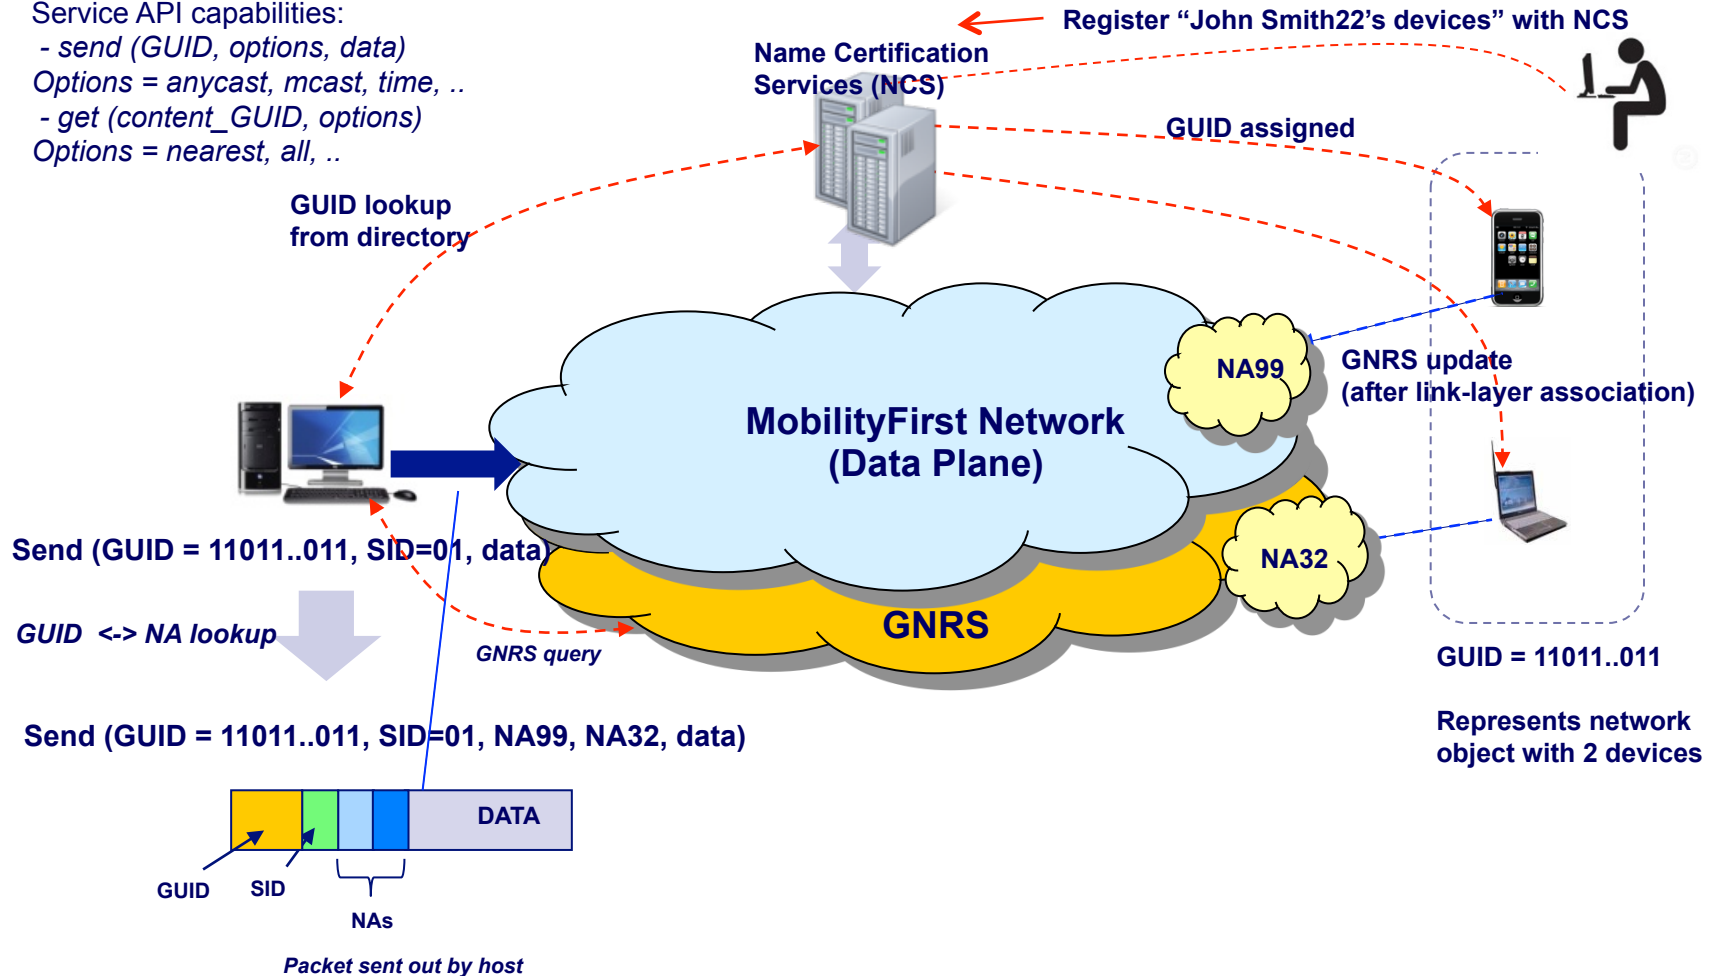 Service API capabilities:
- send (GUID, options, data)
Options = anycast, mcast, time, ..
- get (content_GUID, options)
Options = nearest, all, ..
Register “John Smith22’s devices” with NCS
Name Certification
Services (NCS)
GUID assigned
GUID lookup
from directory
NA99
GNRS update
(after link-layer association)
MobilityFirst Network
(Data Plane)
Send (GUID = 11011..011, SID=01, data)
NA32
GUID <-> NA lookup
GNRS query
GNRS
GUID = 11011..011
Represents network
object with 2 devices
Send (GUID = 11011..011, SID=01, NA99, NA32, data)
DATA
GUID
SID
NAs
Packet sent out by host